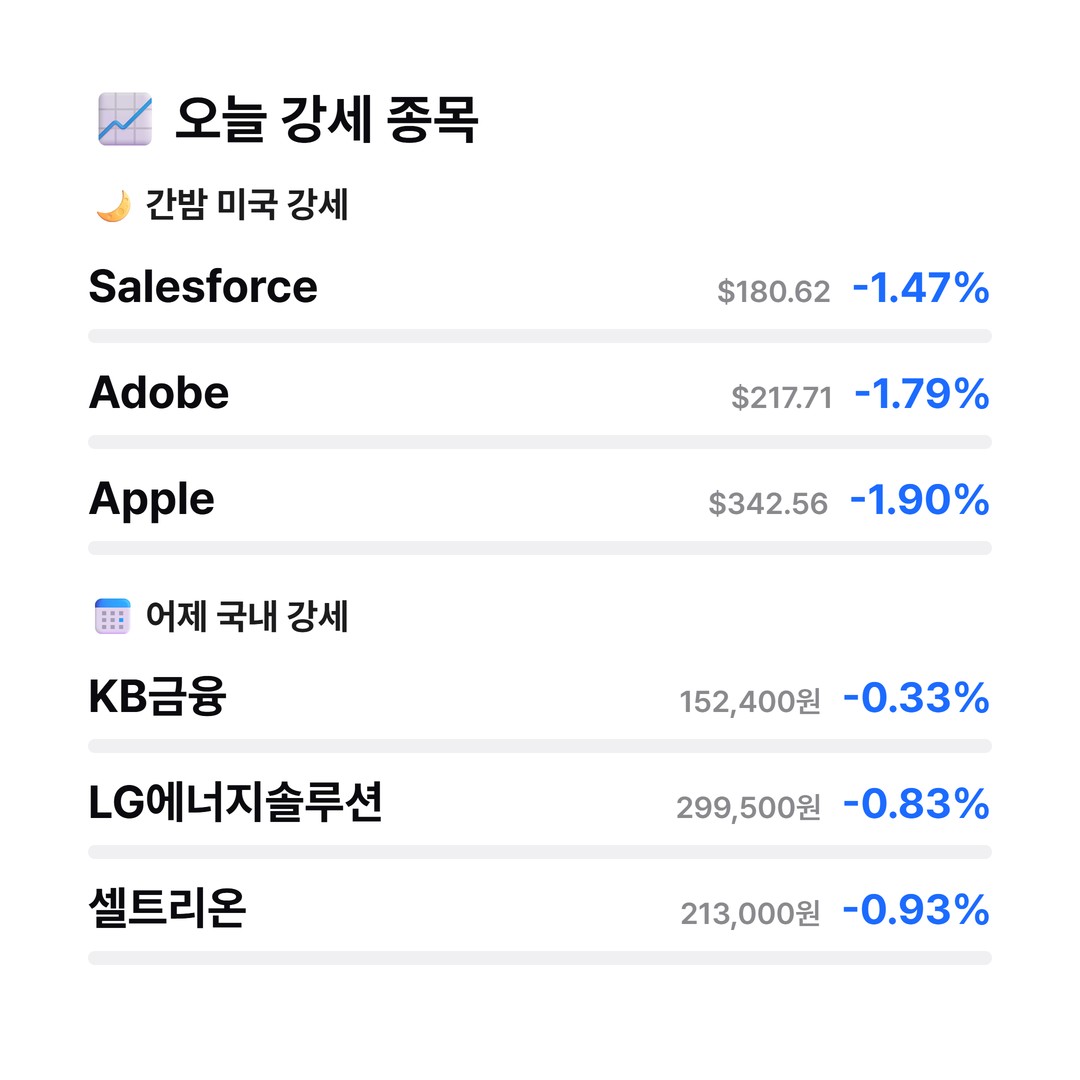 오늘 강세 종목
간밤 미국 강세
Salesforce $180.62 -1.47%
Adobe $217.71 -1.79%
Apple $342.56 -1.90%
어제 국내 강세
KB금융 152,400원 -0.33%
LG에너지솔루션 299,500원 -0.83%
셀트리온 213,000원 -0.93%